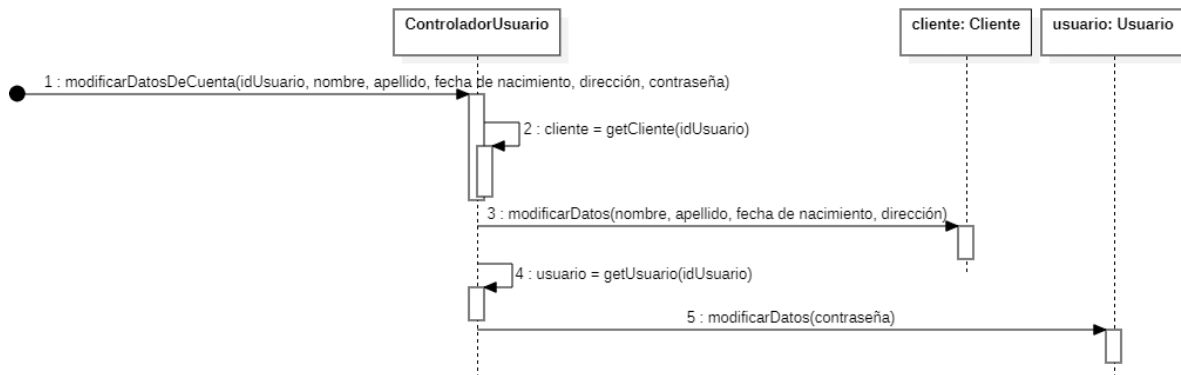 ControladorUsuario
cliente: Cliente
usuario: Usuario
1 : modificarDatosDeCuenta(idUsuario, nombre, apellido, fecha de nacimiento, dirección, contraseña)
2 : cliente = getCliente(idUsuario)
3 : modificarDatos(nombre, apellido, fecha de nacimiento, dirección)
4 : usuario = getUsuario(idUsuario)
5 : modificarDatos(contraseña)